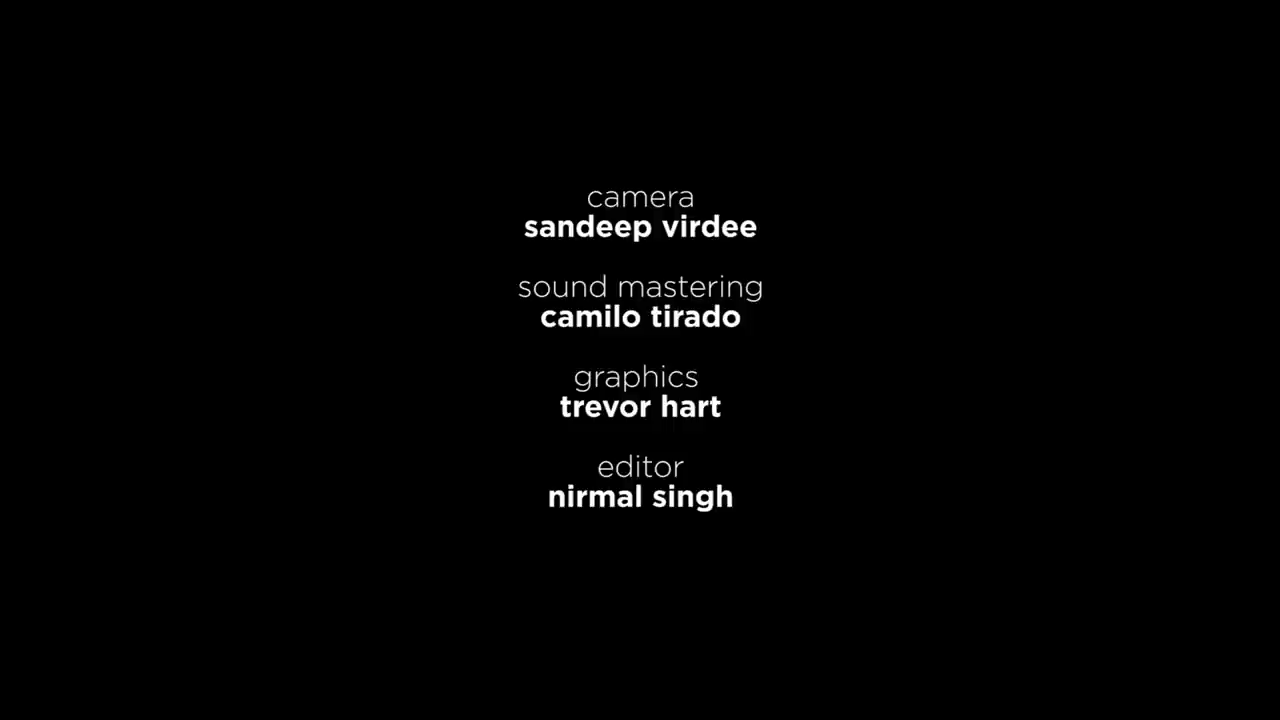 camera
sandeep virdee
sound mastering
camilo tirado
graphics
trevor hart
editor
nirmal singh